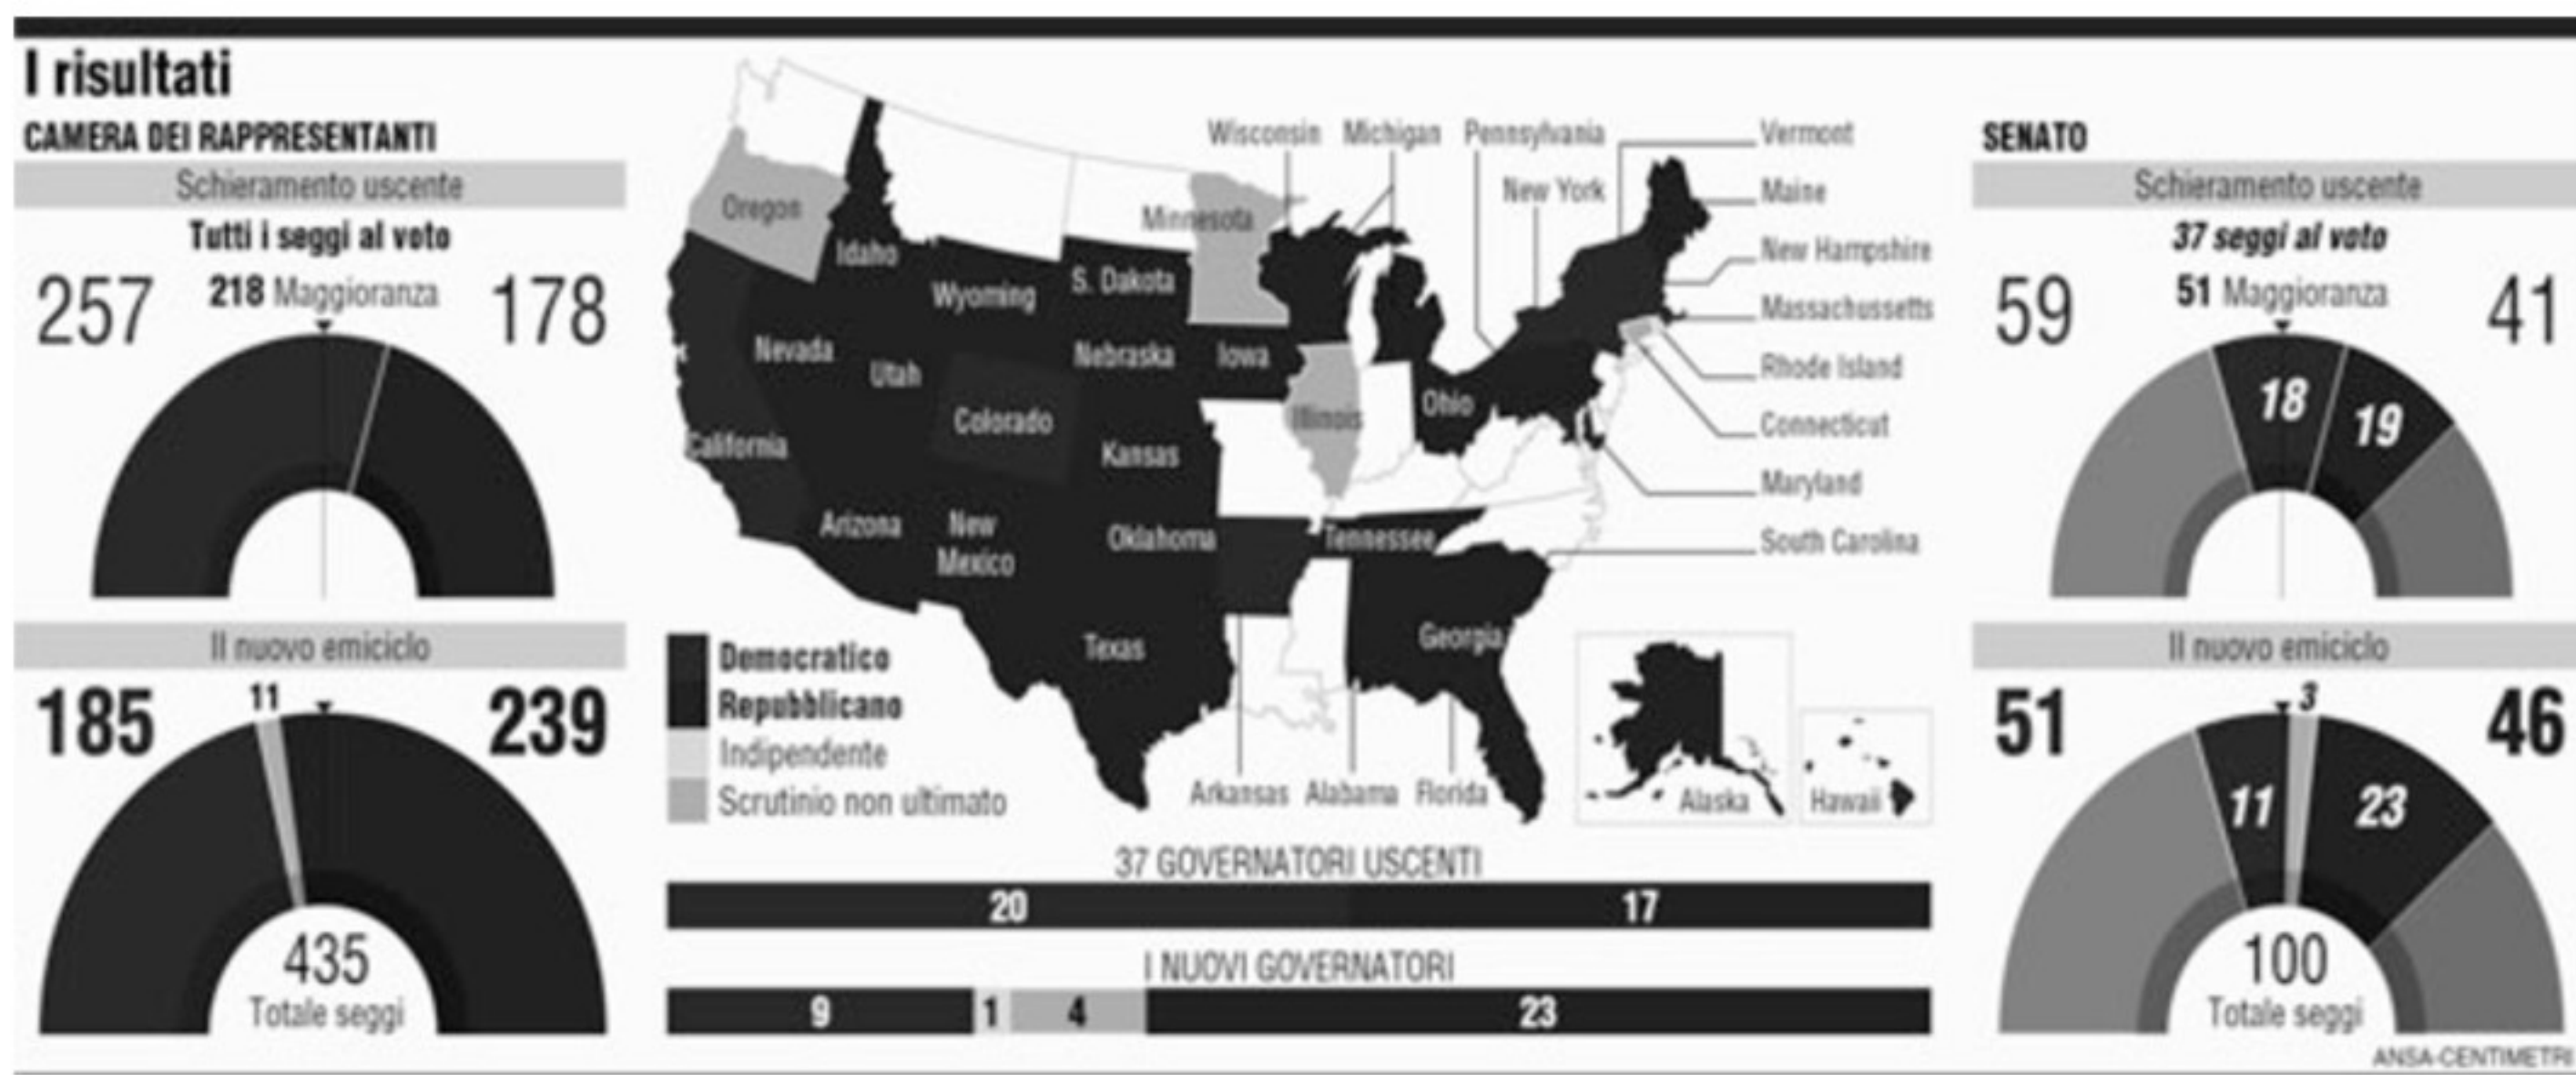 I risultati
CAMERA DEI RAPPRESENTANTI
Schieramento uscente
Tutti i seggi al voto
257
218 Maggioranza
178
Il nuovo emiciclo
185
11
239
435
Totale seggi
Wisconsin
Michigan
Pennsylvania
New York
Vermont
Maine
New Hampshire
Massachussetts
Rhode Island
Connecticut
Maryland
South Carolina
Oregon
Idaho
Minnesota
Wyoming
S. Dakota
Nevada
Utah
Nebraska
Iowa
Colorado
Illinois
Ohio
California
Kansas
Arizona
New
Mexico
Oklahoma
Tennessee
Texas
Georgia
Arkansas
Alabama
Florida
Alaska
Hawaii
Democratico
Repubblicano
Indipendente
Scrutinio non ultimato
37 GOVERNATORI USCENTI
20
17
I NUOVI GOVERNATORI
9
1
4
23
SENATO
Schieramento uscente
37 seggi al voto
59
51 Maggioranza
41
18
19
Il nuovo emiciclo
51
3
46
11
23
100
Totale seggi
ANSA-CENTIMETRI